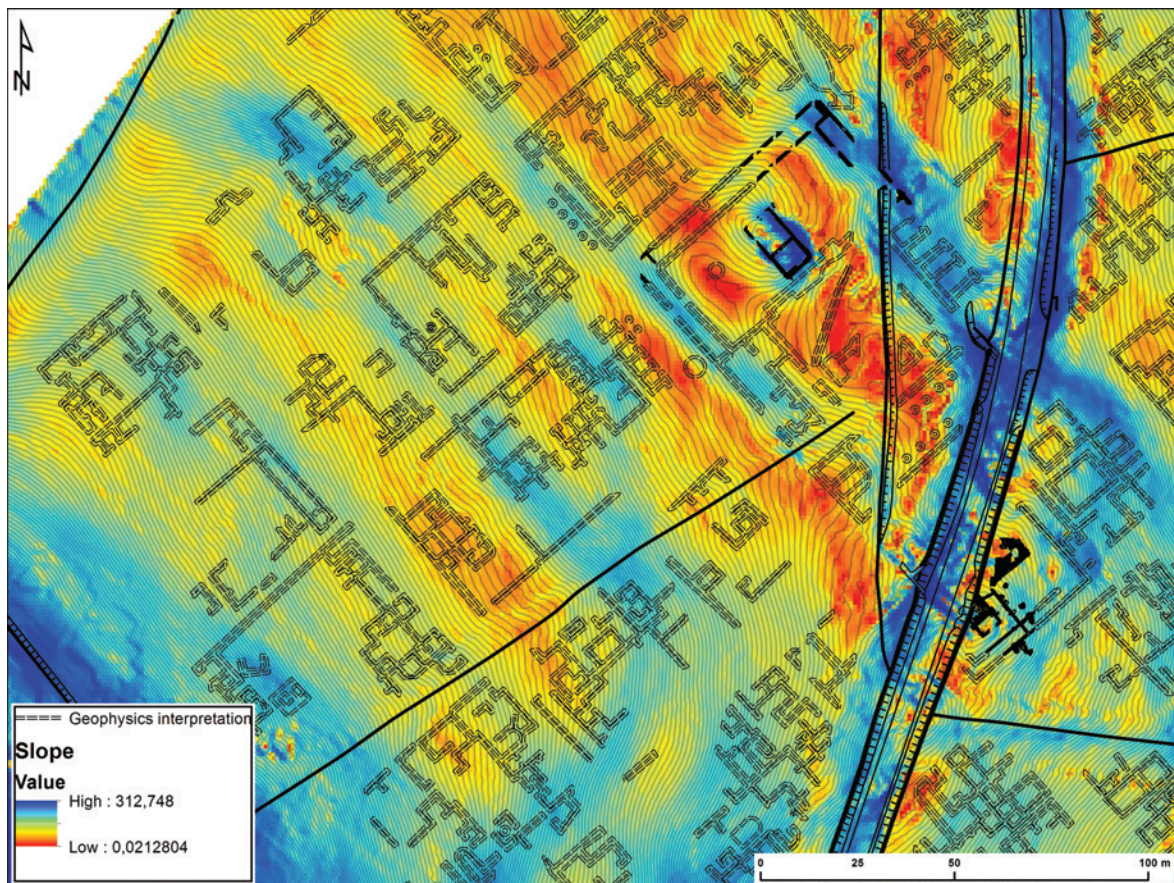 N
Geophysics interpretation
Slope
Value
High : 312,748
Low : 0,0212804
0 25 50 100 m